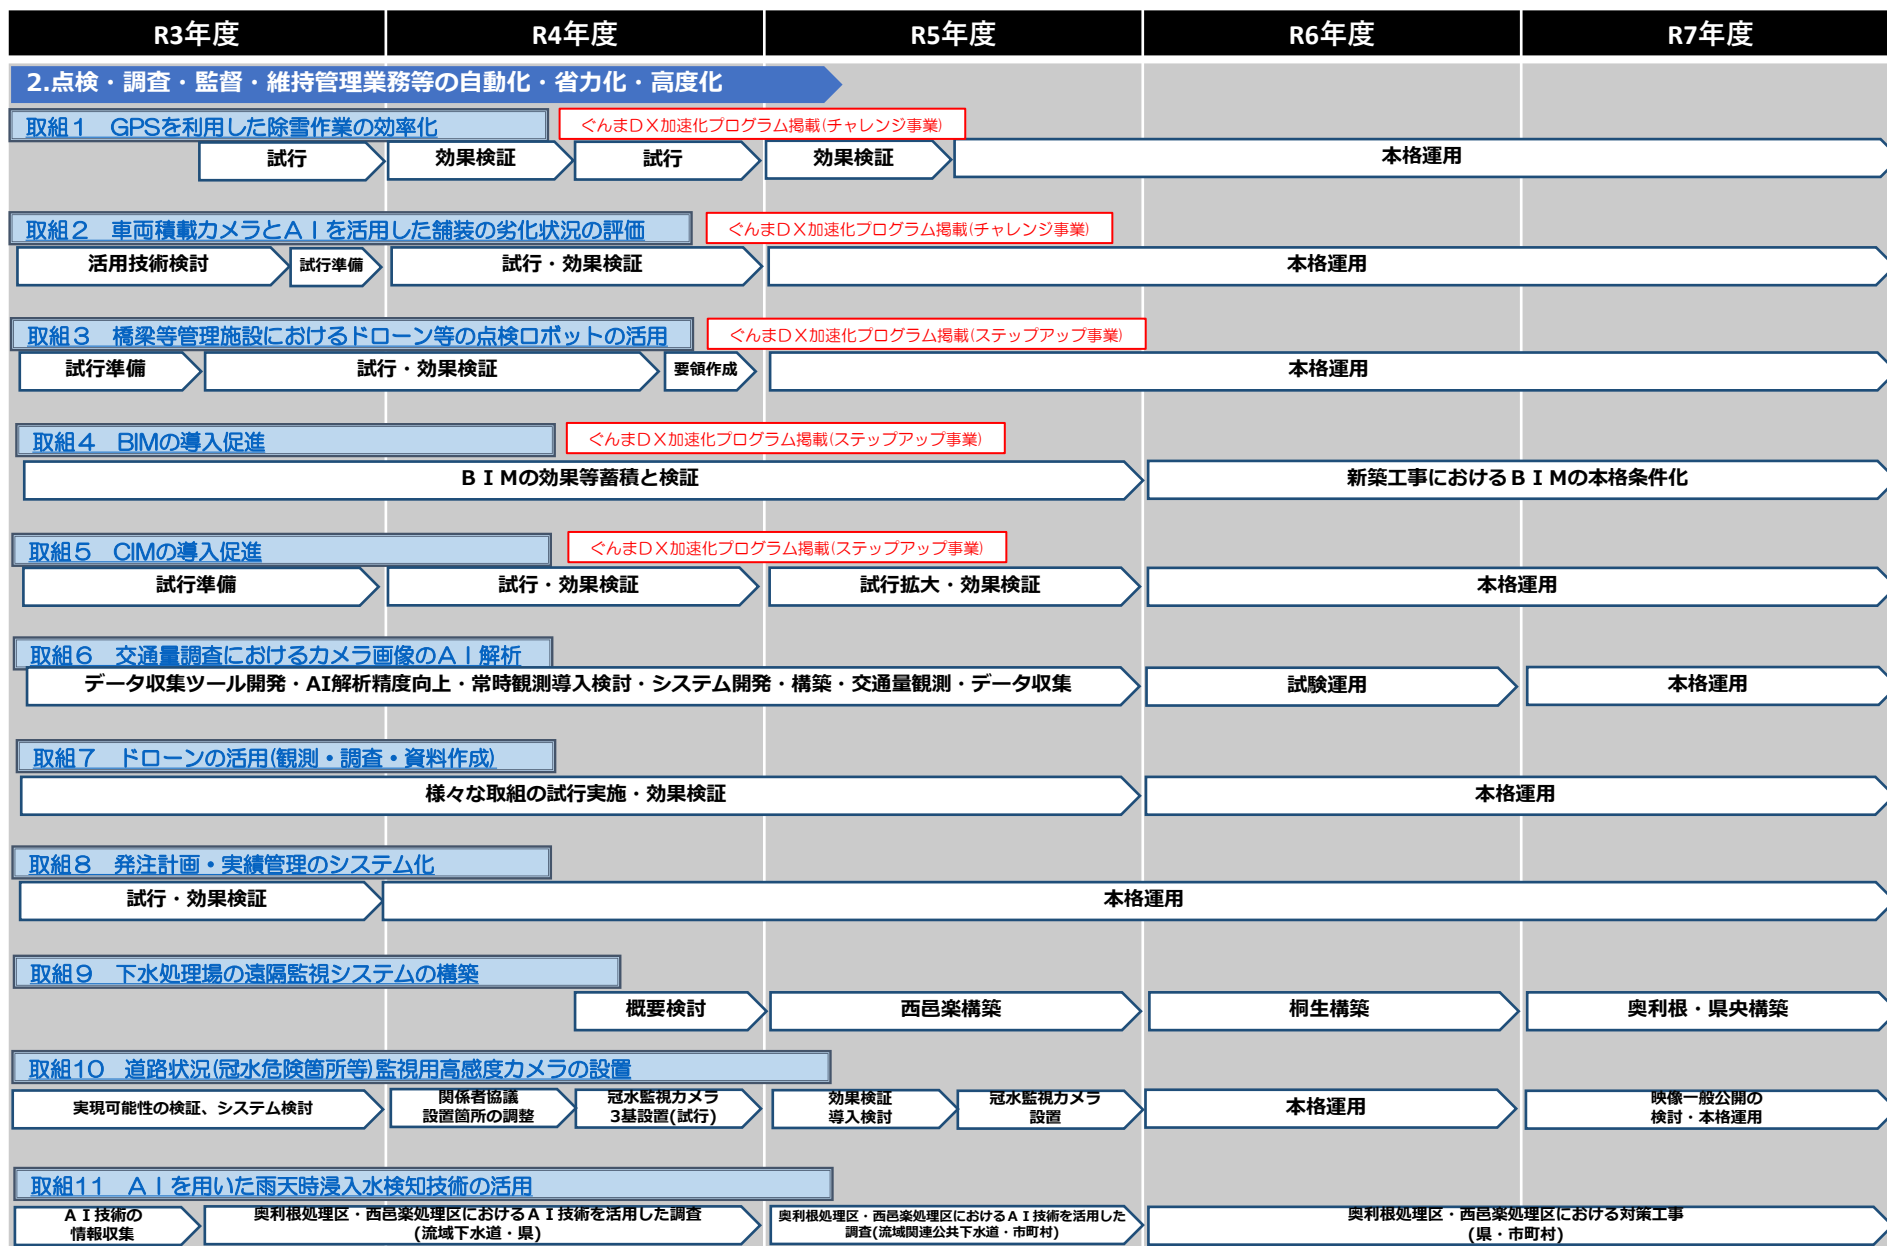 R3年度
R4年度
R5年度
R6年度
R7年度
2.点検・調査・監督・維持管理業務等の自動化・省力化・高度化
取組１　GPSを利用した除雪作業の効率化
ぐんまＤＸ加速化プログラム掲載(チャレンジ事業)
試行
効果検証
試行
効果検証
本格運用
取組２　車両積載カメラとＡＩを活用した舗装の劣化状況の評価
ぐんまＤＸ加速化プログラム掲載(チャレンジ事業)
活用技術検討
試行準備
試行・効果検証
本格運用
取組３　橋梁等管理施設におけるドローン等の点検ロボットの活用
ぐんまＤＸ加速化プログラム掲載(ステップアップ事業)
試行準備
試行・効果検証
要領作成
本格運用
取組４　BIMの導入促進
ぐんまＤＸ加速化プログラム掲載(ステップアップ事業)
ＢＩＭの効果等蓄積と検証
新築工事におけるＢＩＭの本格条件化
取組５　CIMの導入促進
ぐんまＤＸ加速化プログラム掲載(ステップアップ事業)
試行準備
試行・効果検証
試行拡大・効果検証
本格運用
取組６　交通量調査におけるカメラ画像のＡＩ解析
データ収集ツール開発・AI解析精度向上・常時観測導入検討・システム開発・構築・交通量観測・データ収集
試験運用
本格運用
取組７　ドローンの活用(観測・調査・資料作成)
様々な取組の試行実施・効果検証
本格運用
取組８　発注計画・実績管理のシステム化
試行・効果検証
本格運用
取組９　下水処理場の遠隔監視システムの構築
概要検討
西邑楽構築
桐生構築
奥利根・県央構築
取組10　道路状況(冠水危険箇所等)監視用高感度カメラの設置
実現可能性の検証、システム検討
関係者協議
設置箇所の調整
冠水監視カメラ
3基設置(試行)
効果検証
導入検討
冠水監視カメラ
設置
本格運用
映像一般公開の
検討・本格運用
取組11　ＡＩを用いた雨天時浸入水検知技術の活用
ＡＩ技術の
情報収集
奥利根処理区・西邑楽処理区におけるＡＩ技術を活用した調査
(流域下水道・県)
奥利根処理区・西邑楽処理区におけるＡＩ技術を活用した
調査(流域関連公共下水道・市町村)
奥利根処理区・西邑楽処理区における対策工事
(県・市町村)